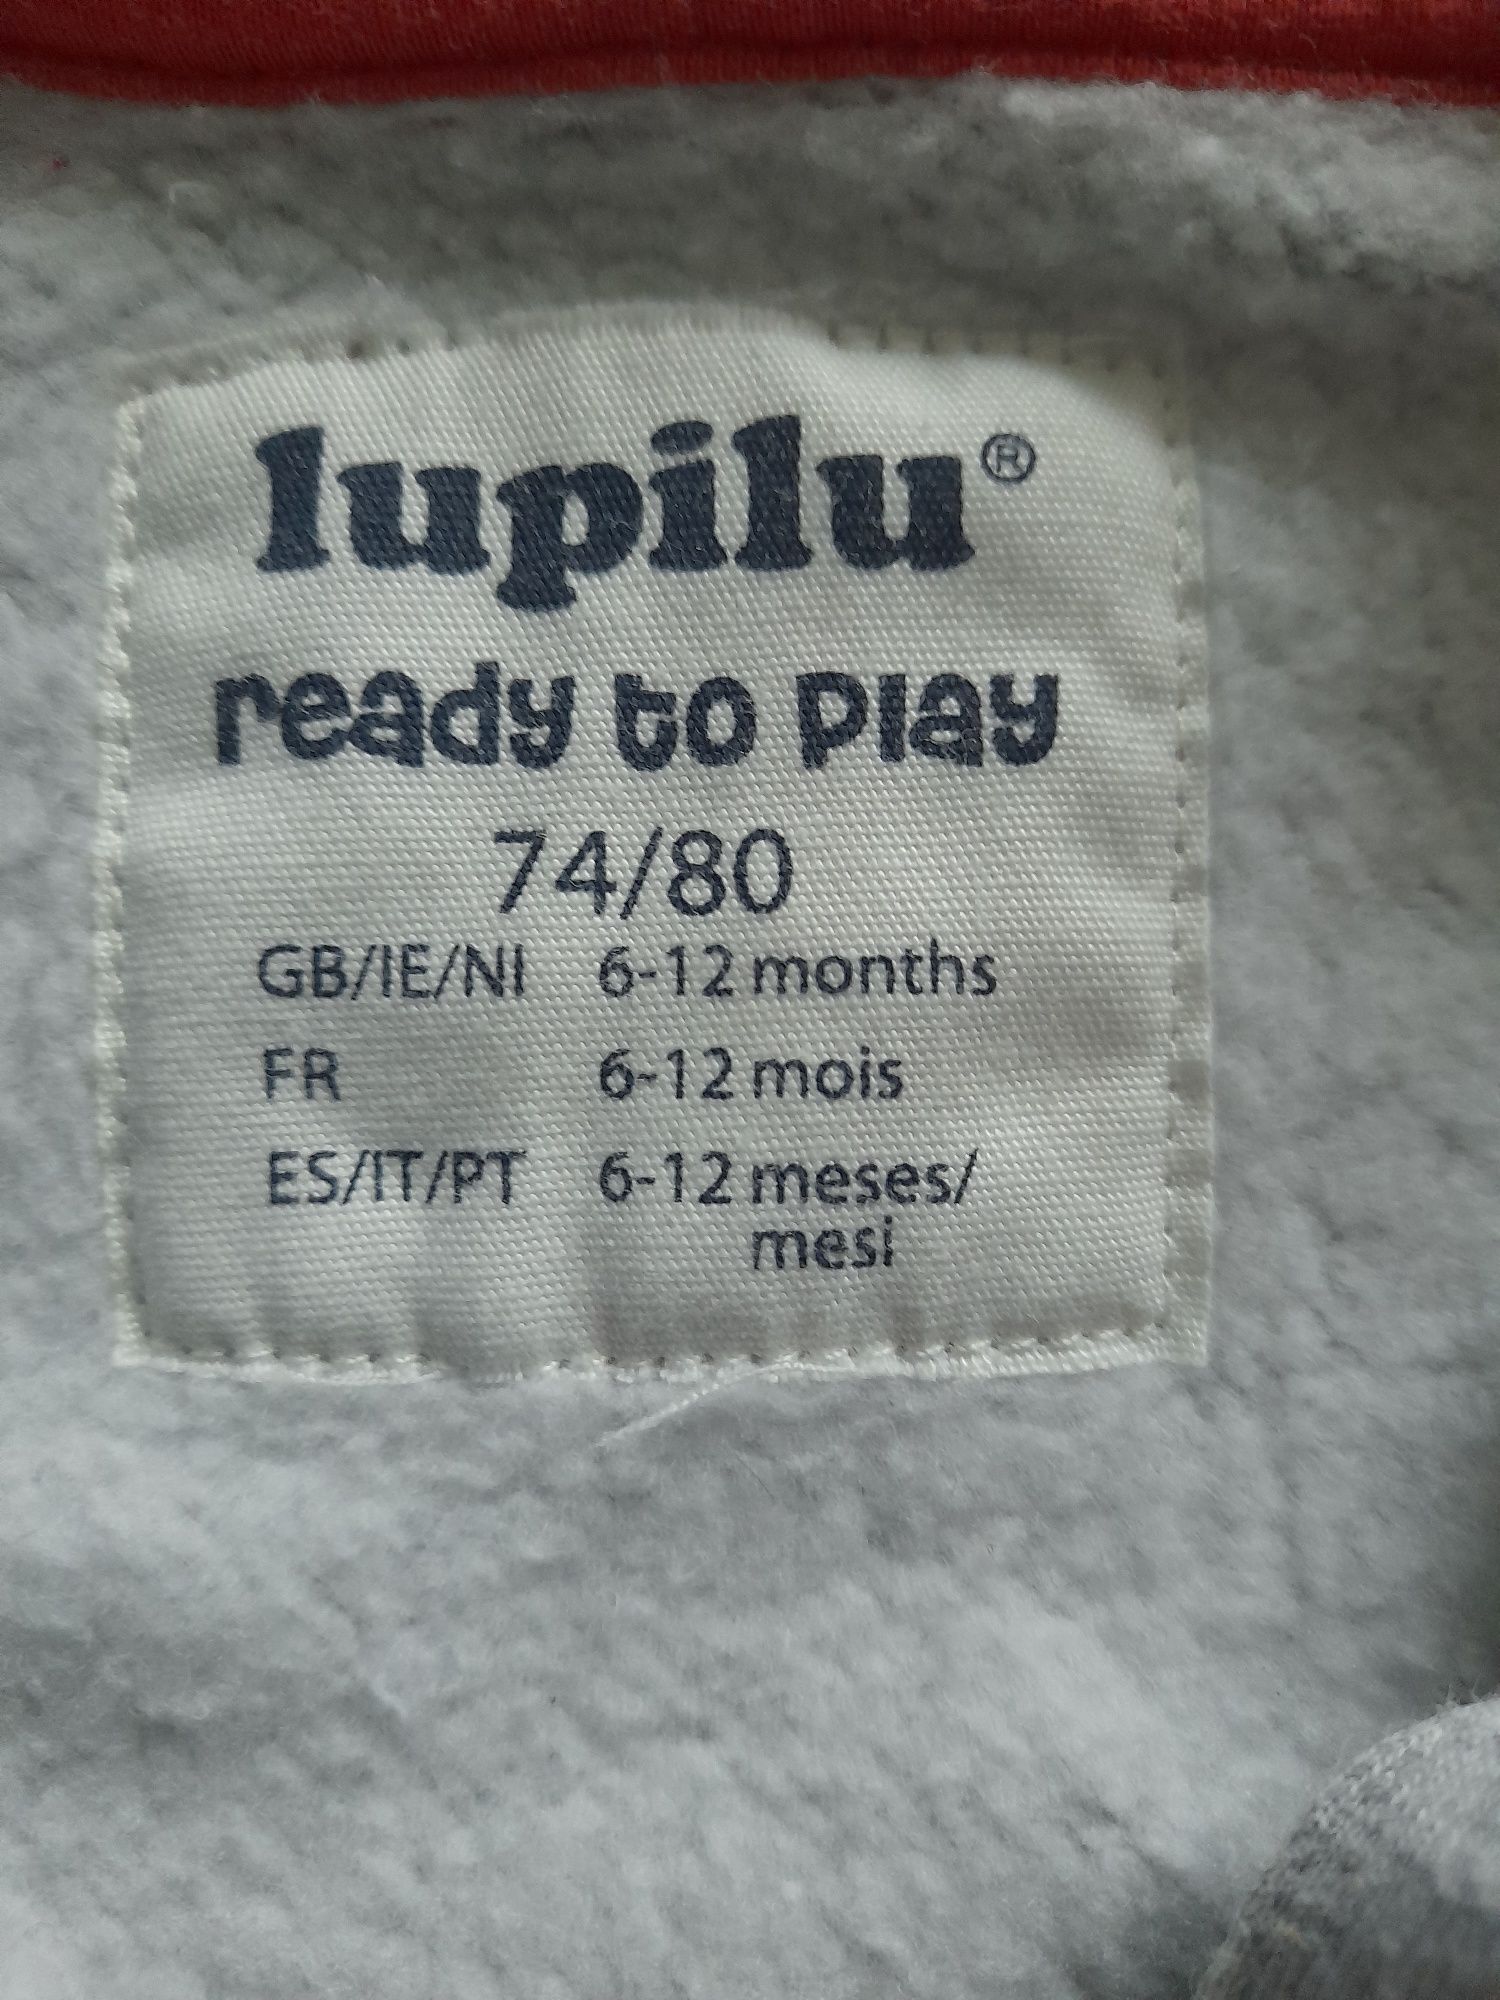 lupilu®
ready to play
74/80
GB/IE/NI 6-12 months
FR 6-12 mois
ES/IT/PT 6-12 meses/
mesi